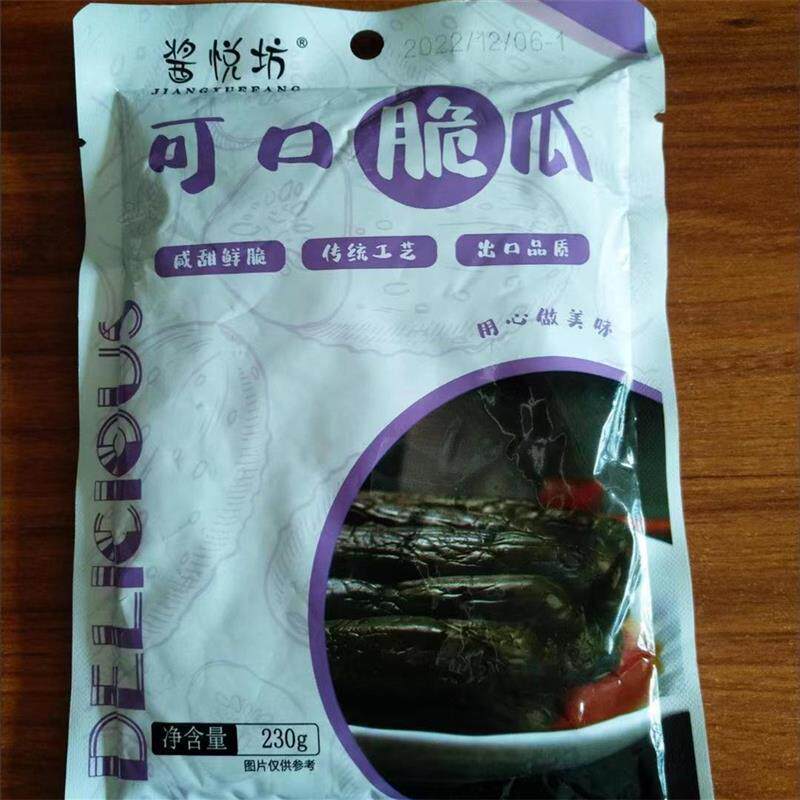 2022/12/06-1
酱悦坊®
JIANGYUEFANG
可口脆瓜
咸甜鲜脆 传统工艺 出口品质
用心做美味
DELICIOUS
净含量 230g
图片仅供参考